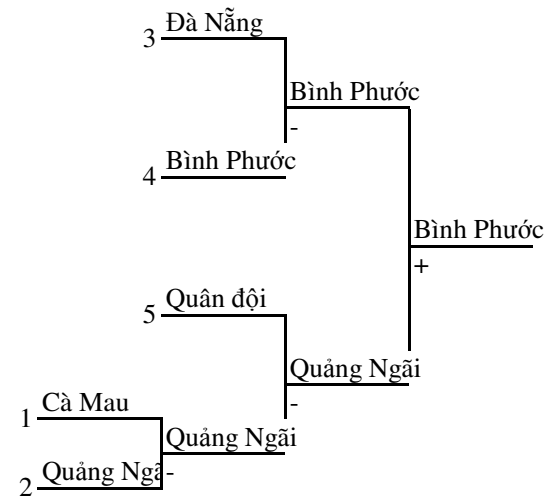 3 Đà Nẵng
Bình Phước
-
4 Bình Phước
Bình Phước
+
5 Quân đội
Quảng Ngãi
-
1 Cà Mau
Quảng Ngãi
2 Quảng Ngã-